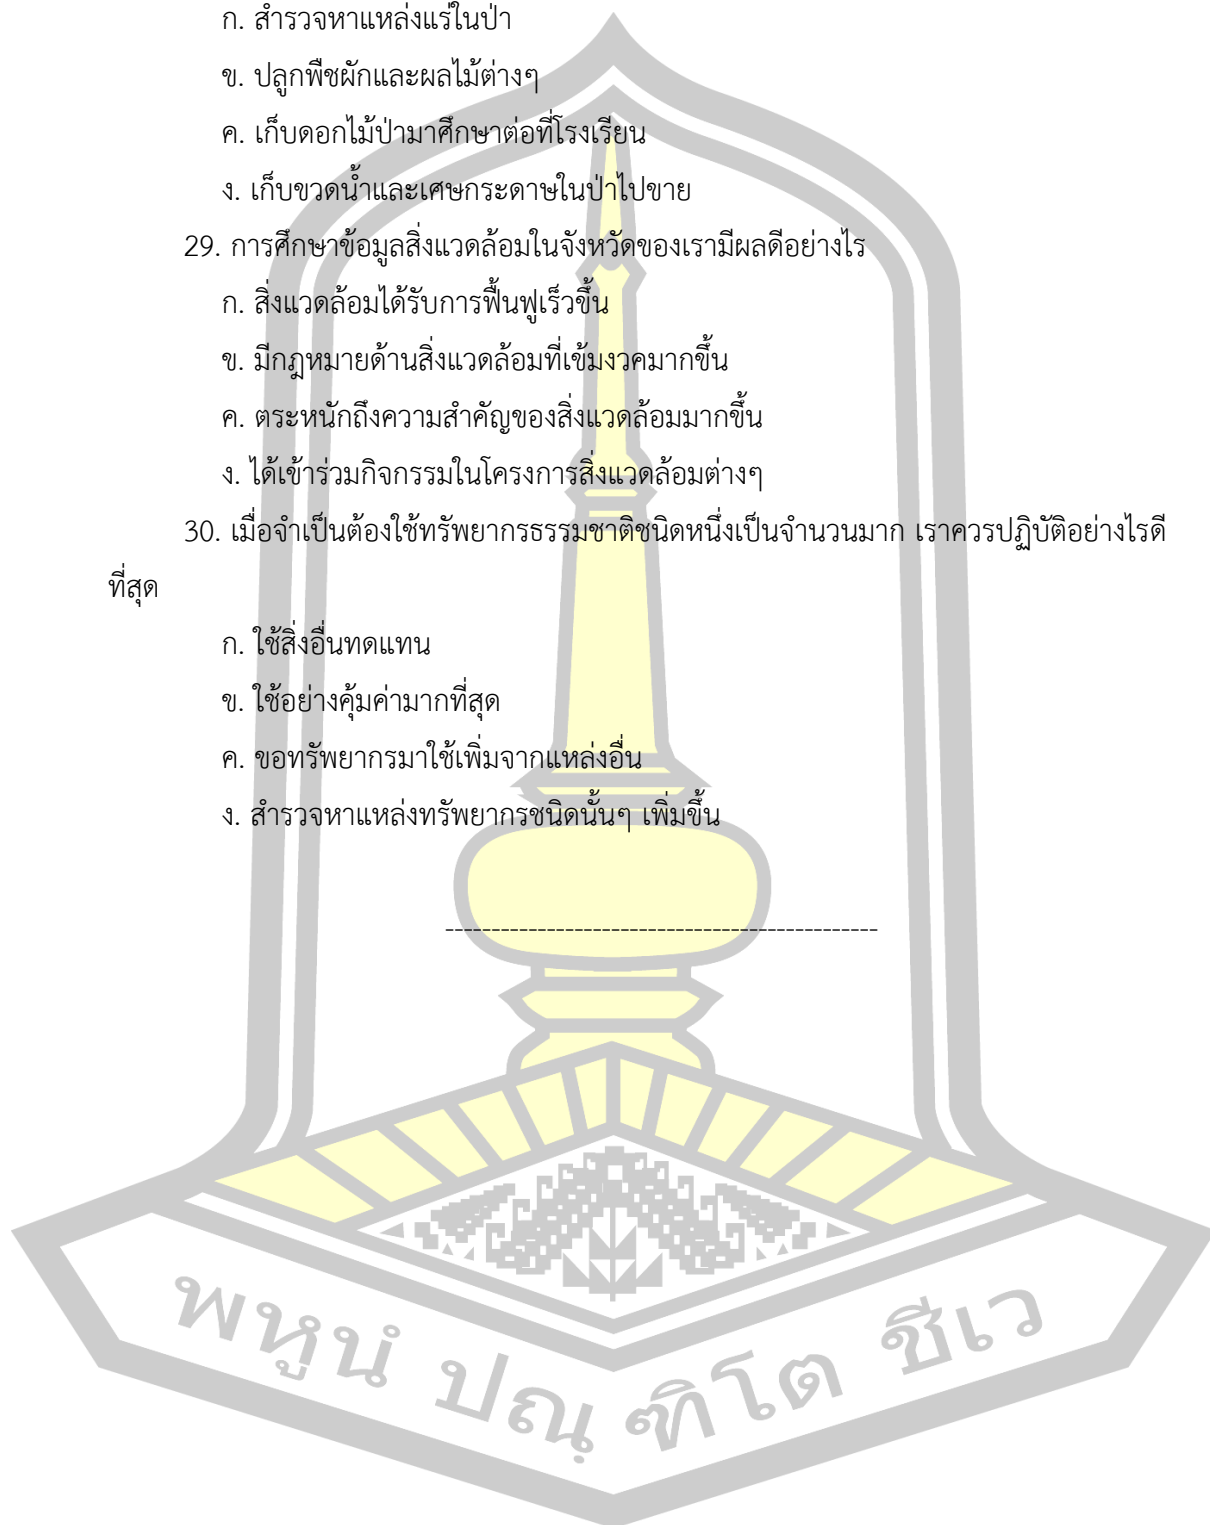 ก. สำรวจหาแหล่งแร่ในป่า
ข. ปลูกพืชผักและผลไม้ต่างๆ
ค. เก็บดอกไม้ป่ามาศึกษาต่อที่โรงเรียน
ง. เก็บขวดน้ำและเศษกระดาษในป่าไปขาย
29. การศึกษาข้อมูลสิ่งแวดล้อมในจังหวัดของเรามีผลดีอย่างไร
ก. สิ่งแวดล้อมได้รับการฟื้นฟูเร็วขึ้น
ข. มีกฎหมายด้านสิ่งแวดล้อมที่เข้มงวคมากขึ้น
ค. ตระหนักถึงความสำคัญของสิ่งแวดล้อมมากขึ้น
ง. ได้เข้าร่วมกิจกรรมในโครงการสิ่งแวดล้อมต่างๆ
30. เมื่อจำเป็นต้องใช้ทรัพยากรธรรมชาติชนิดหนึ่งเป็นจำนวนมาก เราควรปฏิบัติอย่างไรดี
ที่สุด
ก. ใช้สิ่งอื่นทดแทน
ข. ใช้อย่างคุ้มค่ามากที่สุด
ค. ขอทรัพยากรมาใช้เพิ่มจากแหล่งอื่น
ง. สำรวจหาแหล่งทรัพยากรชนิดนั้นๆ เพิ่มขึ้น
-----------------------------------------------
พหูนํ ปณฺฑิโต ชีเว